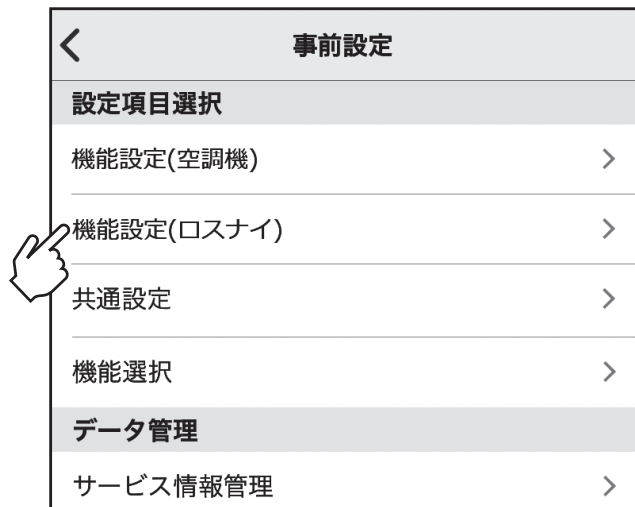 事前設定
設定項目選択
機能設定(空調機)
機能設定(ロスナイ)
共通設定
機能選択
データ管理
サービス情報管理